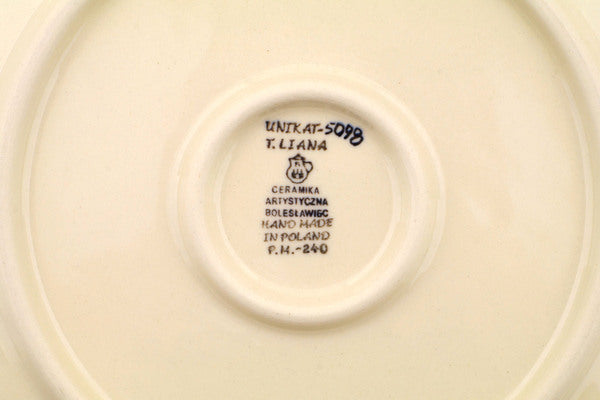 UNIKAT-5098
T. LIANA
CERAMIKA
ARTYSTYCZNA
BOLESŁAWIEC
HAND MADE
IN POLAND
P.M.-240